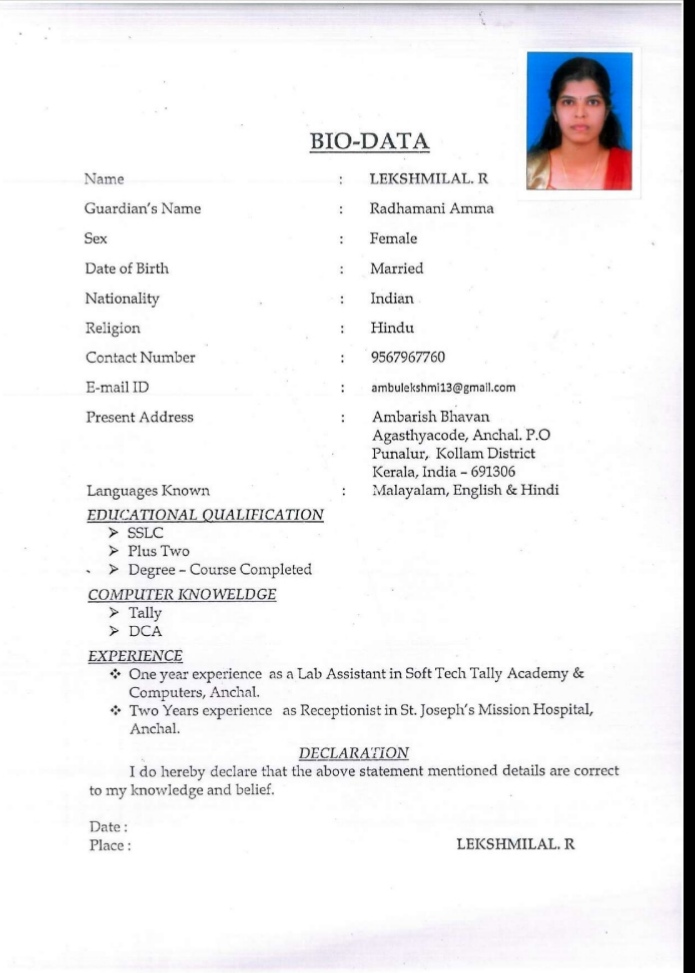 BIO-DATA
Name : LEKSHMILAL. R
Guardian's Name : Radhamani Amma
Sex : Female
Date of Birth : Married
Nationality : Indian
Religion : Hindu
Contact Number : 9567967760
E-mail ID : ambulekshmi13@gmail.com
Present Address : Ambarish Bhavan
Agasthyacode, Anchal. P.O
Punalur, Kollam District
Kerala, India – 691306
Languages Known : Malayalam, English & Hindi
EDUCATIONAL QUALIFICATION
➢ SSLC
➢ Plus Two
➢ Degree – Course Completed
COMPUTER KNOWELDGE
➢ Tally
➢ DCA
EXPERIENCE
❖ One year experience as a Lab Assistant in Soft Tech Tally Academy &
Computers, Anchal.
❖ Two Years experience as Receptionist in St. Joseph's Mission Hospital,
Anchal.
DECLARATION
I do hereby declare that the above statement mentioned details are correct
to my knowledge and belief.
Date :
Place : LEKSHMILAL. R